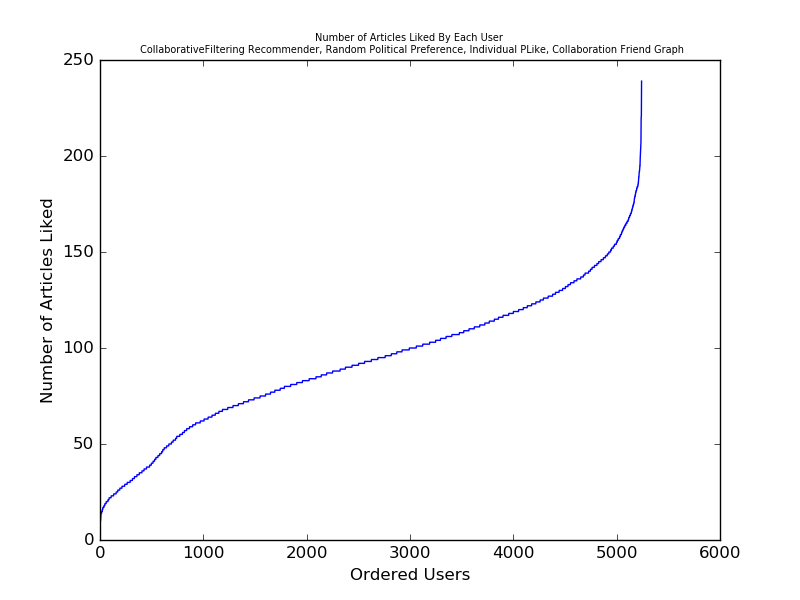 Number of Articles Liked By Each User
CollaborativeFiltering Recommender, Random Political Preference, Individual PLike, Collaboration Friend Graph
250
200
150
100
50
0
Number of Articles Liked
0 1000 2000 3000 4000 5000 6000
Ordered Users